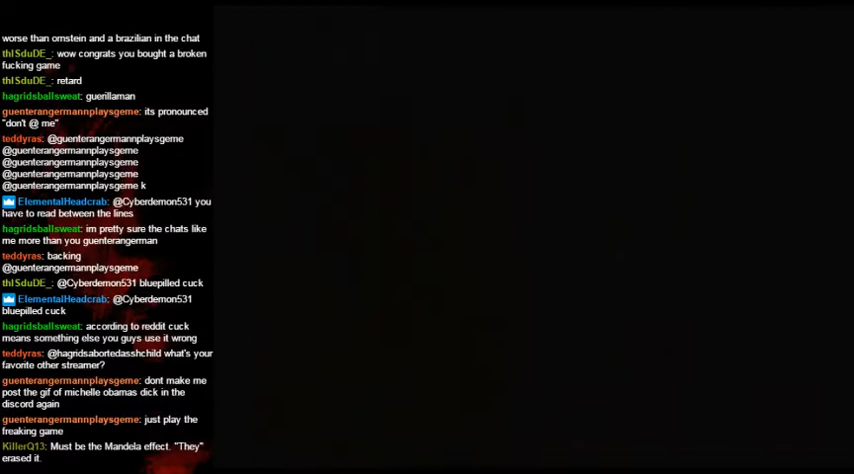 worse than ornstein and a brazilian in the chat
thISduDE_: wow congrats you bought a broken
fucking game
thISduDE_: retard
hagridsballsweat: guerillaman
guenterangermannplaysgeme: its pronounced
"don't @ me"
teddyras: @guenterangermannplaysgeme
@guenterangermannplaysgeme
@guenterangermannplaysgeme
@guenterangermannplaysgeme
@guenterangermannplaysgeme k
ElementalHeadcrab: @Cyberdemon531 you
have to read between the lines
hagridsballsweat: im pretty sure the chats like
me more than you guenterangerman
teddyras: backing
@guenterangermannplaysgeme
thISduDE_: @Cyberdemon531 bluepilled cuck
ElementalHeadcrab: @Cyberdemon531
bluepilled cuck
hagridsballsweat: according to reddit cuck
means something else you guys use it wrong
teddyras: @hagridsabortedasshchild what's your
favorite other streamer?
guenterangermannplaysgeme: dont make me
post the gif of michelle obamas dick in the
discord again
guenterangermannplaysgeme: just play the
freaking game
KillerQ13: Must be the Mandela effect. "They"
erased it.